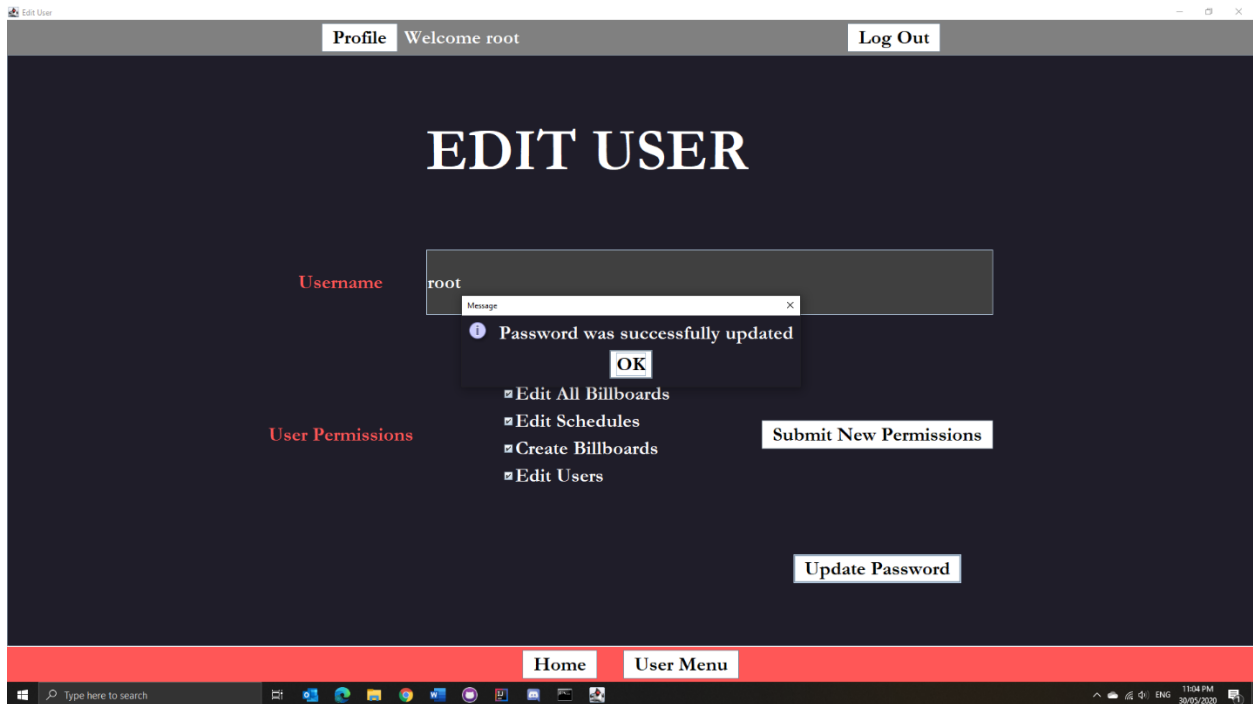 Edit User
Profile Welcome root Log Out
EDIT USER
Username root
Message
Password was successfully updated
OK
Edit All Billboards
Edit Schedules
User Permissions Submit New Permissions
Create Billboards
Edit Users
Update Password
Home User Menu
Type here to search
ENG 11:04 PM
30/05/2020